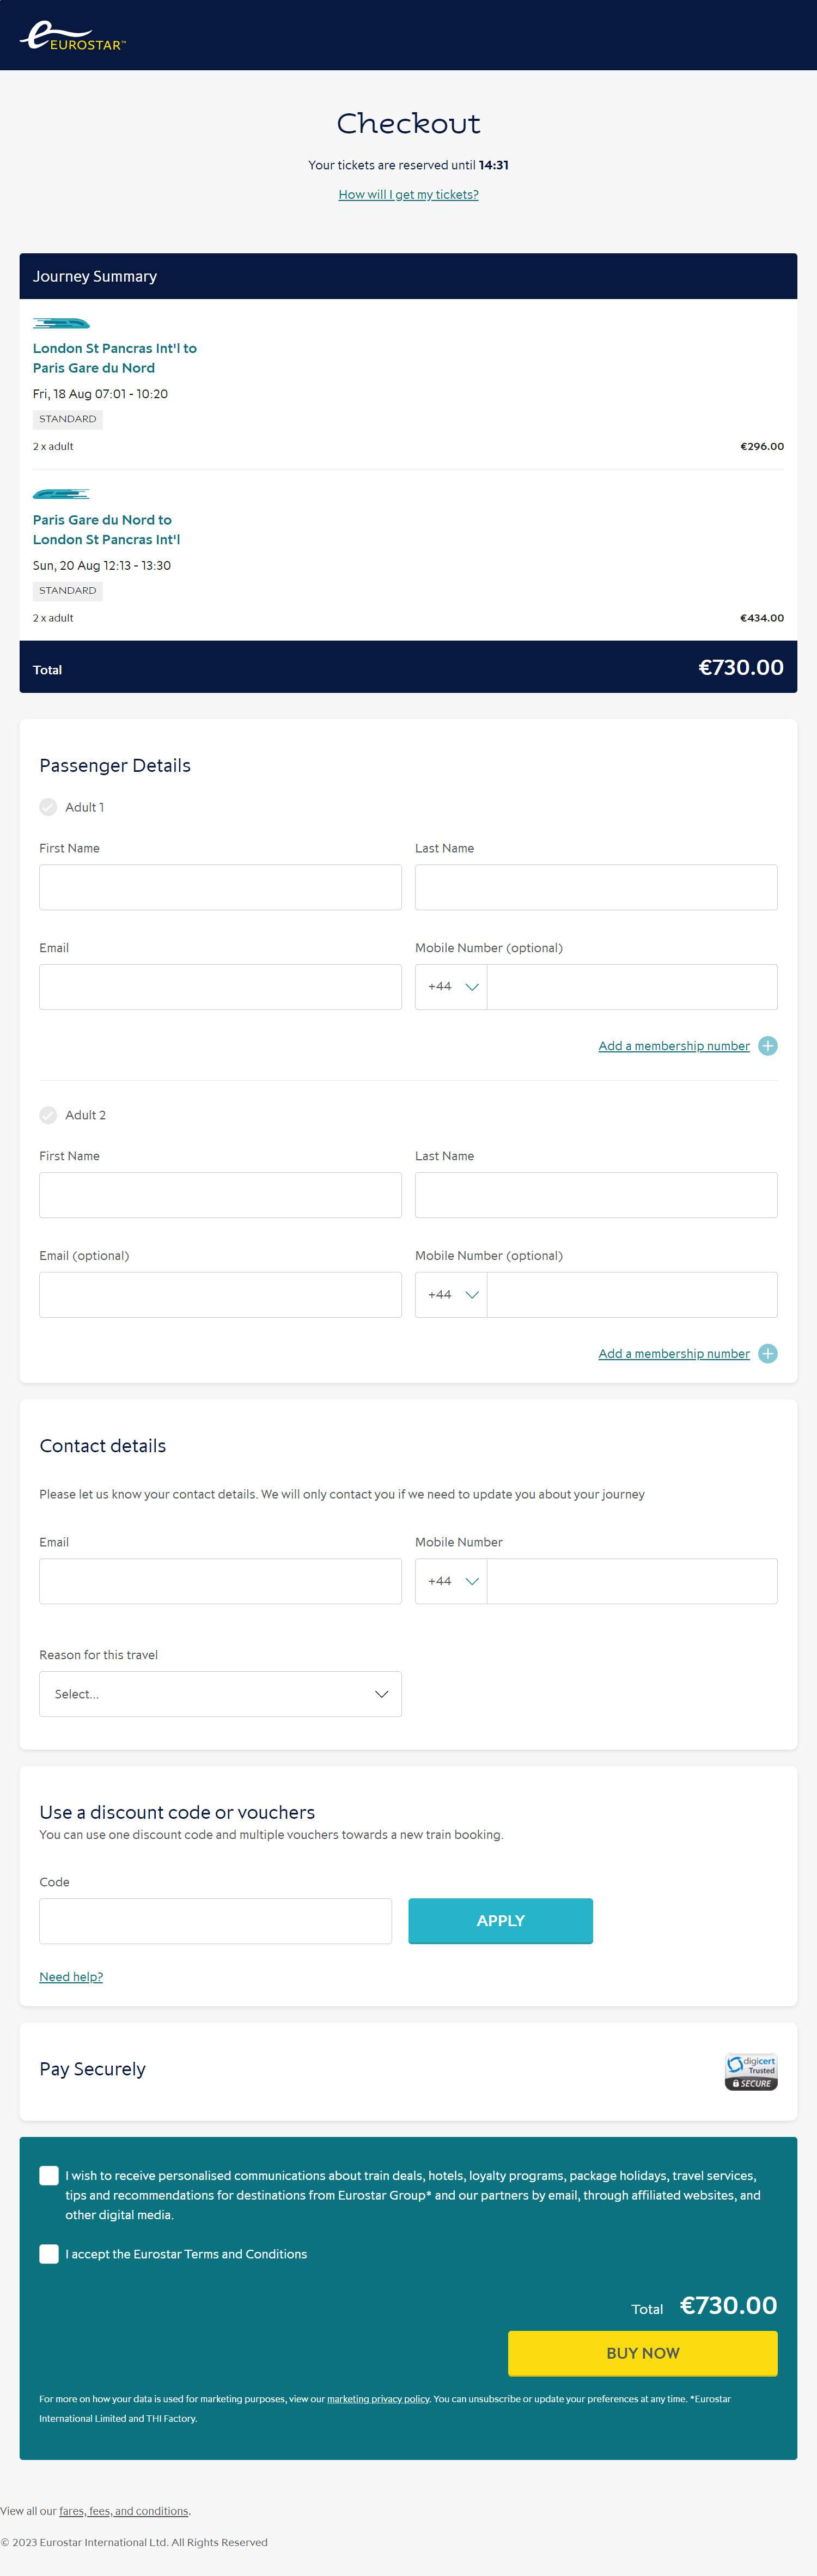 EUROSTAR™
Checkout
Your tickets are reserved until 14:31
How will I get my tickets?
Journey Summary
London St Pancras Int'l to
Paris Gare du Nord
Fri, 18 Aug 07:01 - 10:20
STANDARD
2 x adult €296.00
Paris Gare du Nord to
London St Pancras Int'l
Sun, 20 Aug 12:13 - 13:30
STANDARD
2 x adult €434.00
Total €730.00
Passenger Details
Adult 1
First Name Last Name
Email Mobile Number (optional)
+44
Add a membership number
Adult 2
First Name Last Name
Email (optional) Mobile Number (optional)
+44
Add a membership number
Contact details
Please let us know your contact details. We will only contact you if we need to update you about your journey
Email Mobile Number
+44
Reason for this travel
Select...
Use a discount code or vouchers
You can use one discount code and multiple vouchers towards a new train booking.
Code
APPLY
Need help?
Pay Securely
digicert
Trusted
SECURE
I wish to receive personalised communications about train deals, hotels, loyalty programs, package holidays, travel services,
tips and recommendations for destinations from Eurostar Group* and our partners by email, through affiliated websites, and
other digital media.
I accept the Eurostar Terms and Conditions
Total €730.00
BUY NOW
For more on how your data is used for marketing purposes, view our marketing privacy policy. You can unsubscribe or update your preferences at any time. *Eurostar
International Limited and THI Factory.
View all our fares, fees, and conditions.
© 2023 Eurostar International Ltd. All Rights Reserved